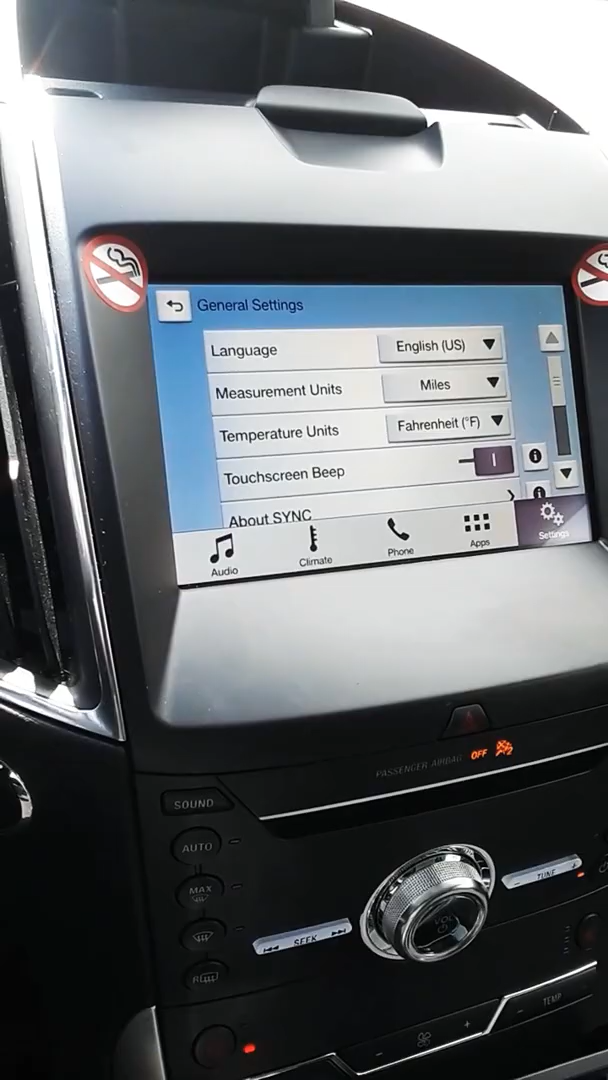 General Settings
Language English (US)
Measurement Units Miles
Temperature Units Fahrenheit (°F)
Touchscreen Beep I
About SYNC
Audio Climate Phone Apps Settings
PASSENGER AIRBAG OFF
SOUND
AUTO
MAX
TUNE
VOL
SEEK
R
TEMP